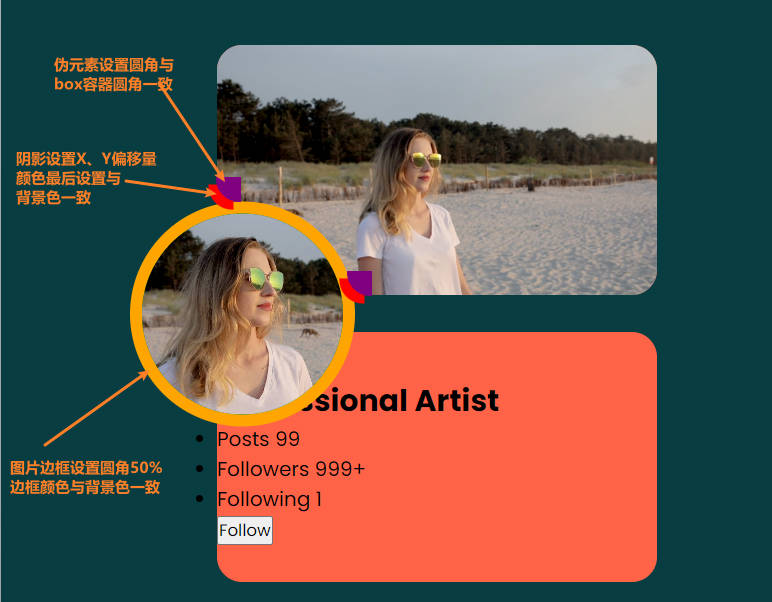 伪元素设置圆角与
box容器圆角一致
阴影设置X、Y偏移量
颜色最后设置与
背景色一致
图片边框设置圆角50%
边框颜色与背景色一致
ssional Artist
Posts 99
Followers 999+
Following 1
Follow